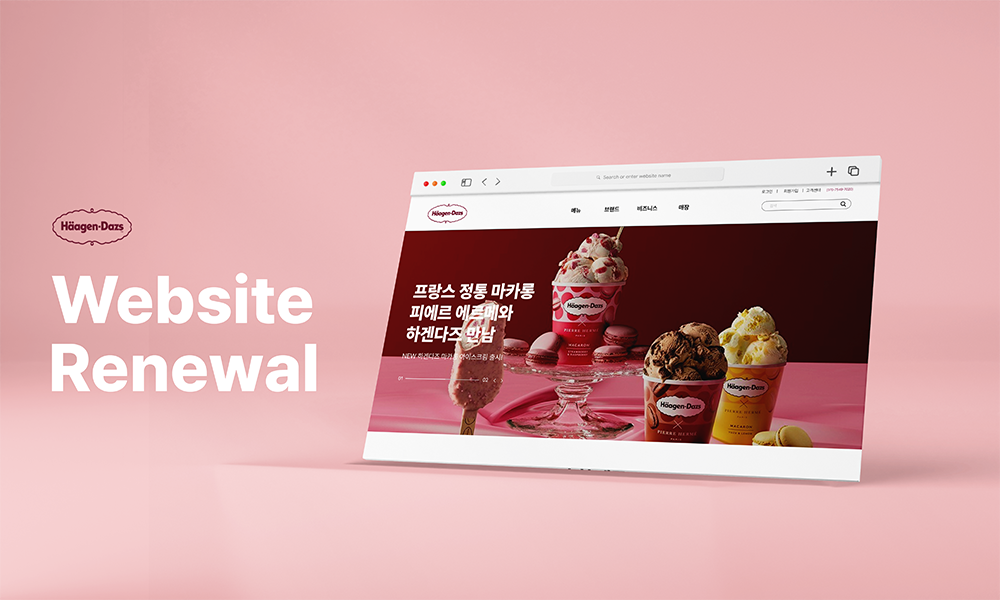 Häagen-Dazs
Website
Renewal
Search or enter website name
로그인 | 회원가입 | 고객센터
Häagen-Dazs
메뉴 브랜드 비즈니스 매장
검색
프랑스 정통 마카롱
피에르 에르메와
하겐다즈 만남
NEW 하겐다즈 마카롱 아이스크림 출시!
01
02
Häagen-Dazs
PIERRE HERMÉ
PARIS
MACARON
Häagen-Dazs
PIERRE HERMÉ
PARIS
MACARON
Häagen-Dazs
PIERRE HERMÉ
PARIS
MACARON